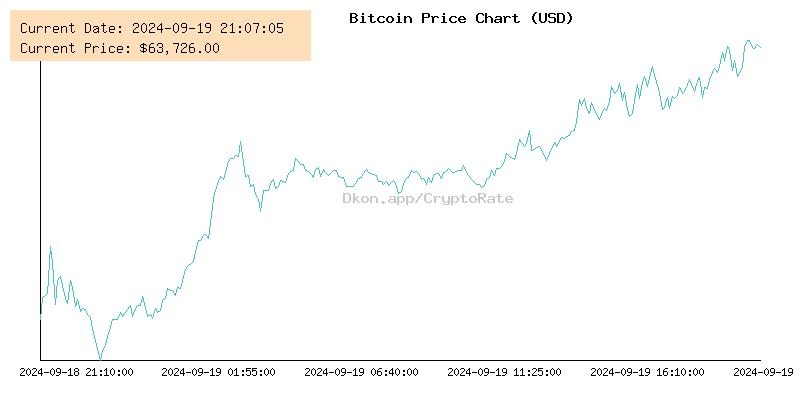 Bitcoin Price Chart (USD)
Current Date: 2024-09-19 21:07:05
Current Price: $63,726.00
Dkon.app/CryptoRate
2024-09-18 21:10:00 2024-09-19 01:55:00 2024-09-19 06:40:00 2024-09-19 11:25:00 2024-09-19 16:10:00 2024-09-19